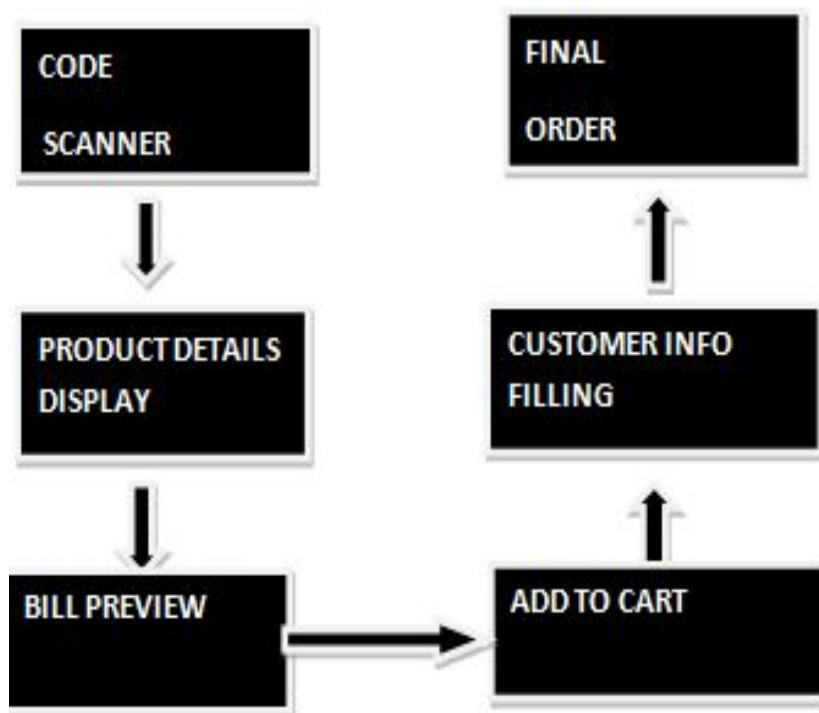 CODE
SCANNER
PRODUCT DETAILS
DISPLAY
BILL PREVIEW
ADD TO CART
CUSTOMER INFO
FILLING
FINAL
ORDER